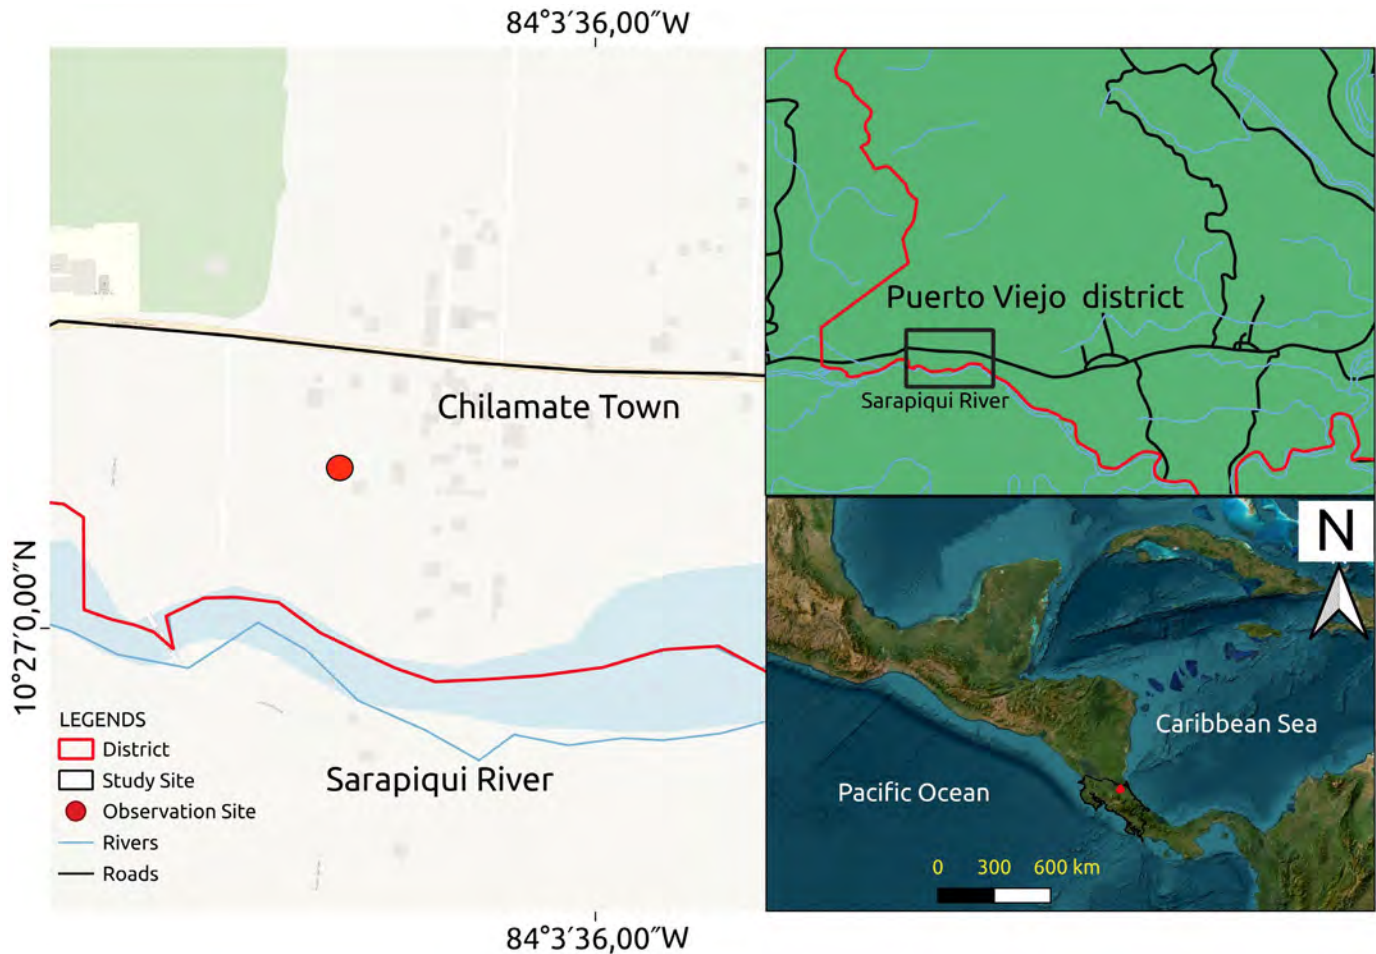 84°3′36,00″W
Puerto Viejo district
Sarapiqui River
Chilamate Town
10°27′0,00″N
N
LEGENDS
District
Study Site
Observation Site
Rivers
Roads
Sarapiqui River
Caribbean Sea
Pacific Ocean
0 300 600 km
84°3′36,00″W